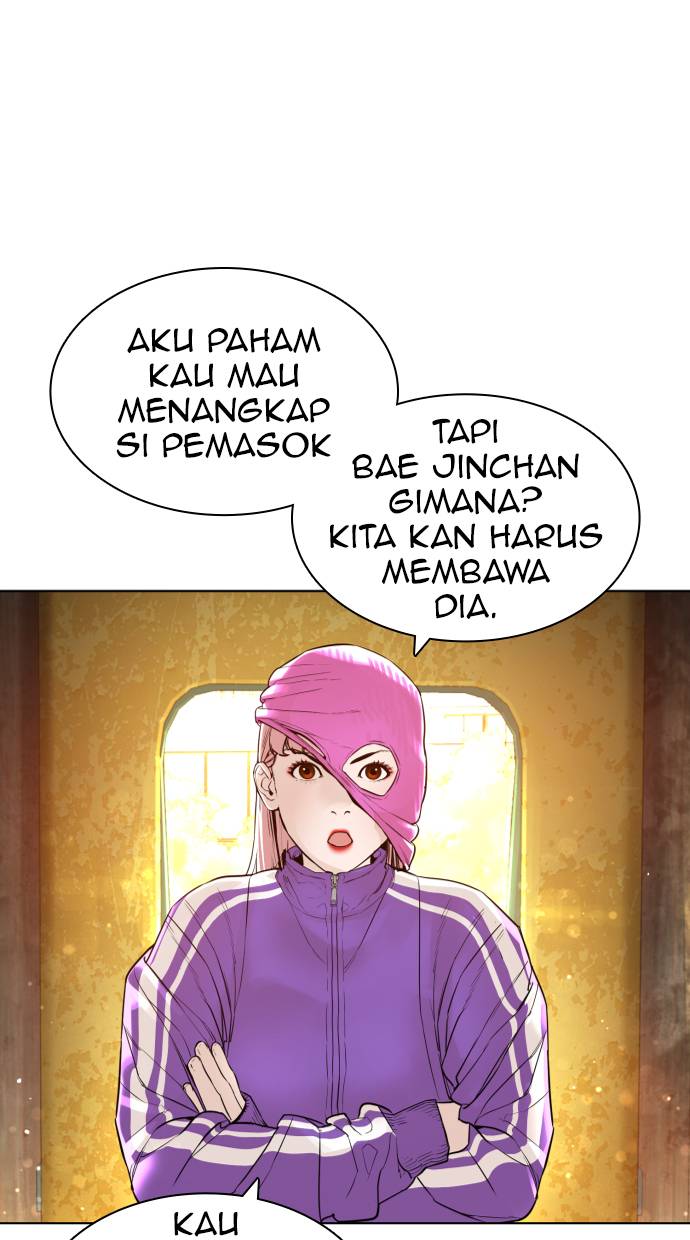 AKU PAHAM
KAU MAU
MENANGKAP
SI PEMASOK
TAPI
BAE JINCHAN
GIMANA?
KITA KAN HARUS
MEMBAWA
DIA.
KAU